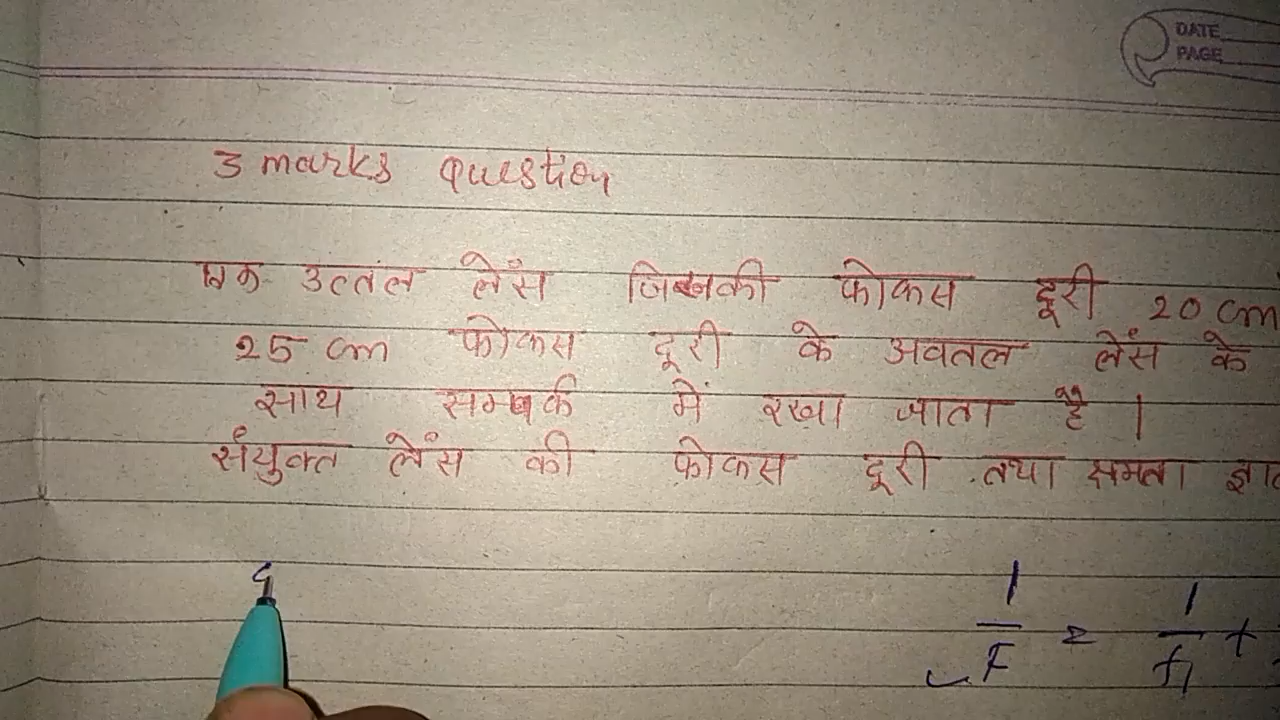 DATE
PAGE
3 marks question
एक उत्तल लेंस जिसकी फोकस दूरी 20 cm
25 cm फोकस दूरी के अवतल लेंस के
साथ सम्पर्क में रखा जाता है ।
संयुक्त लेंस की फ़ोकस दूरी तथा क्षमता
1/F = 1/f1 +